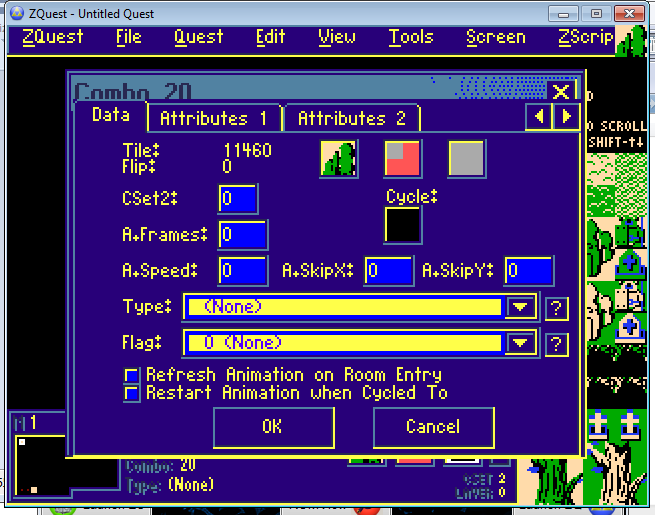 ZQuest - Untitled Quest
ZQuest File Quest Edit View Tools Screen ZScrip
Combo 20
Data Attributes 1 Attributes 2
Tile: 11460
Flip: 0
CSet2: 0
Cycle:
A.Frames: 0
A.Speed: 0 A.SkipX: 0 A.SkipY: 0
Type: (None) ?
Flag: 0 (None) ?
Refresh Animation on Room Entry
Restart Animation when Cycled To
OK Cancel
SCROLL
SHIFT-↑↓
M 1
Combo: 20
Type: (None)
CSET 2
LAYER 0